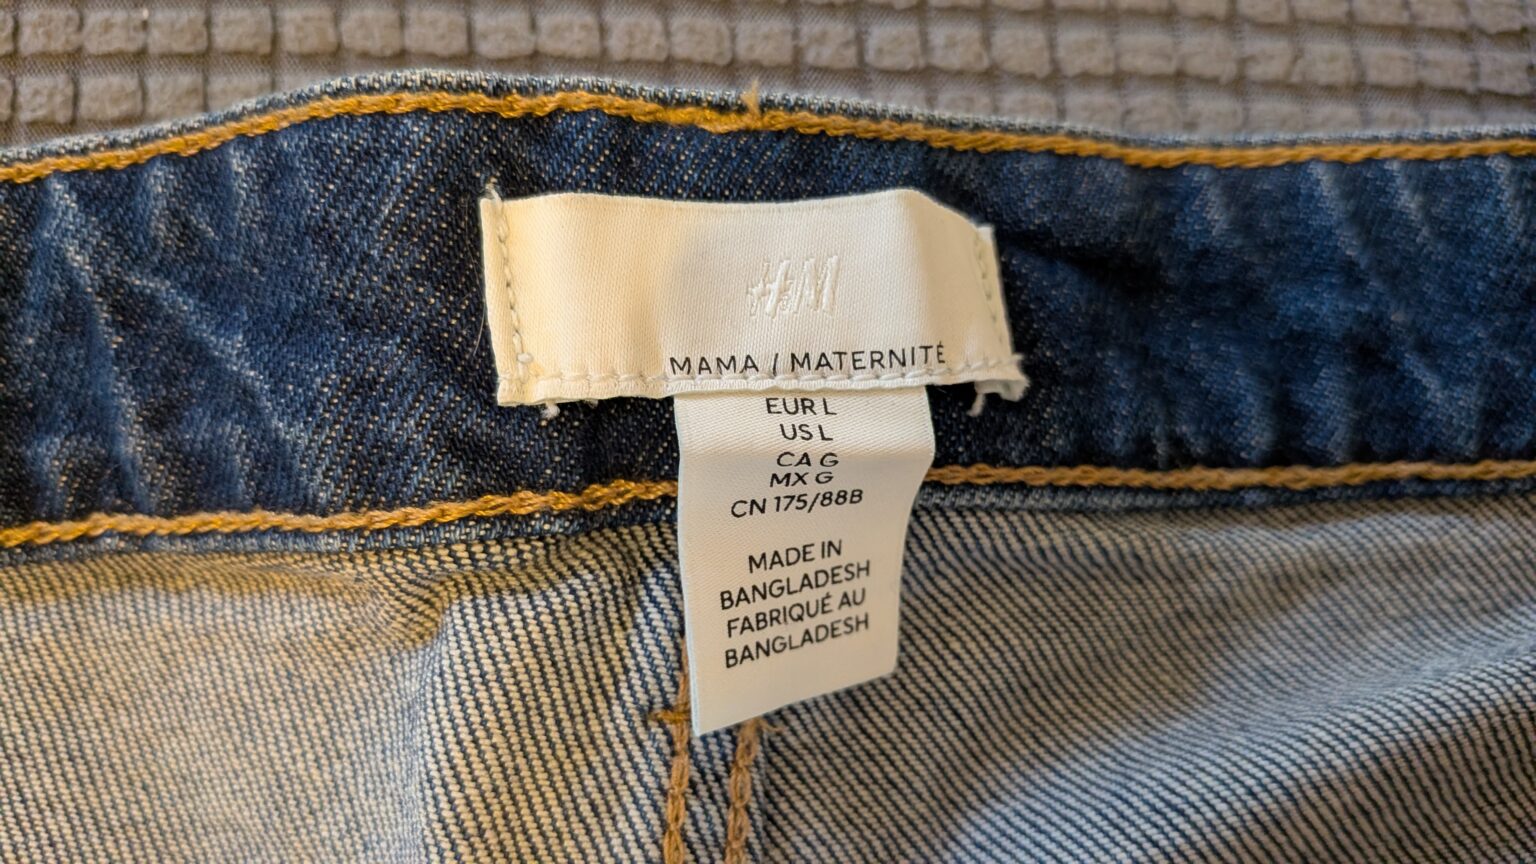 H&M
MAMA / MATERNITÉ
EUR L
US L
CA G
MX G
CN 175/88B
MADE IN
BANGLADESH
FABRIQUÉ AU
BANGLADESH